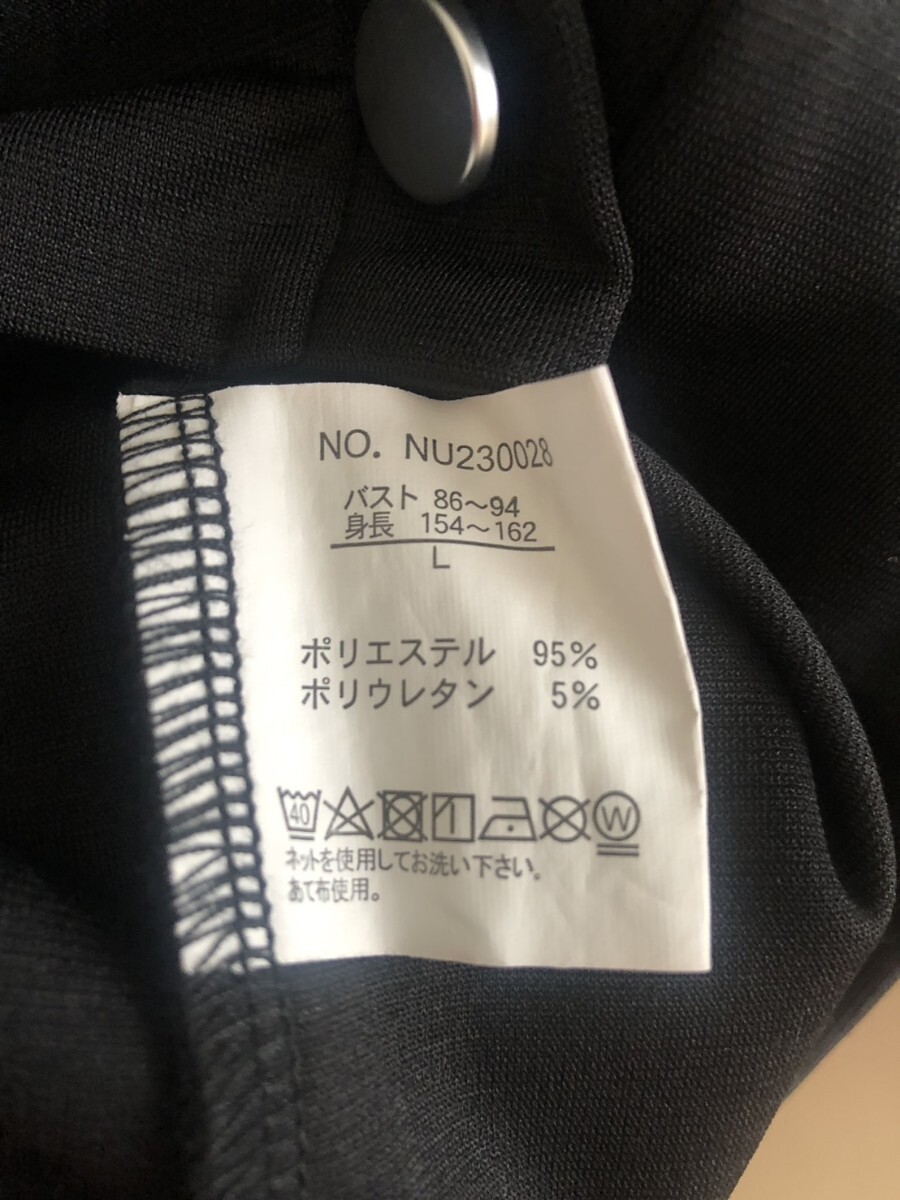 NO. NU230028
バスト 86～94
身長 154～162
L
ポリエステル 95%
ポリウレタン 5%
40 W
ネットを使用してお洗い下さい。
あて布使用。